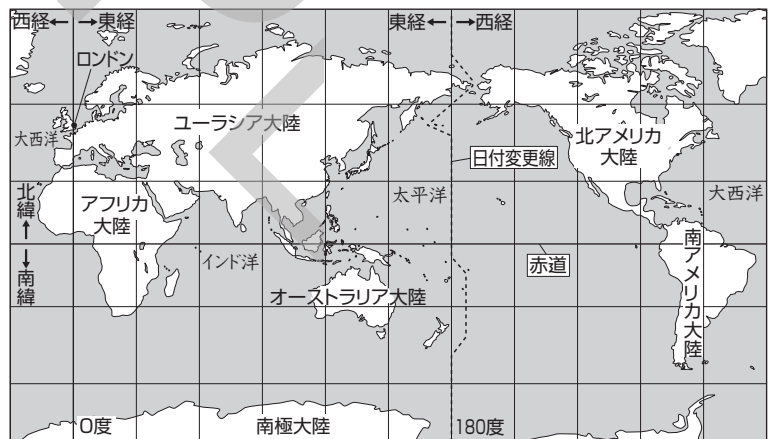 西経←→東経
東経←→西経
ロンドン
大西洋
ユーラシア大陸
北アメリカ
大陸
日付変更線
北緯↑
アフリカ
大陸
太平洋
大西洋
↓南緯
インド洋
赤道
南アメリカ大陸
オーストラリア大陸
0度
南極大陸
180度